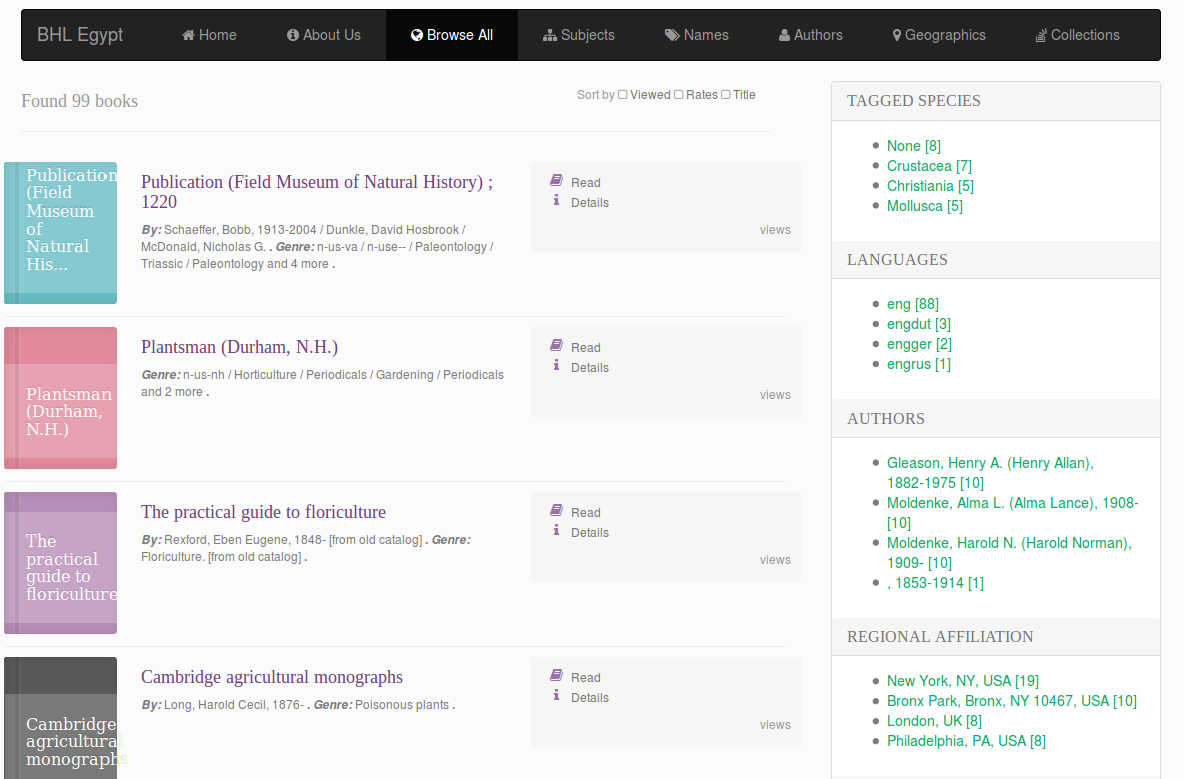 BHL Egypt Home About Us Browse All Subjects Names Authors Geographics Collections
Found 99 books
Sort by Viewed Rates Title
Publication
(Field
Museum
of
Natural
His...
Publication (Field Museum of Natural History) ;
1220
By: Schaeffer, Bobb, 1913-2004 / Dunkle, David Hosbrook /
McDonald, Nicholas G. . Genre: n-us-va / n-use-- / Paleontology /
Triassic / Paleontology and 4 more .
Read
Details
views
Plantsman
(Durham,
N.H.)
Plantsman (Durham, N.H.)
Genre: n-us-nh / Horticulture / Periodicals / Gardening / Periodicals
and 2 more .
Read
Details
views
The
practical
guide to
floriculture
The practical guide to floriculture
By: Rexford, Eben Eugene, 1848- [from old catalog] . Genre:
Floriculture. [from old catalog] .
Read
Details
views
Cambridge
agricultural
monographs
Cambridge agricultural monographs
By: Long, Harold Cecil, 1876- . Genre: Poisonous plants .
Read
Details
views
TAGGED SPECIES
None [8]
Crustacea [7]
Christiania [5]
Mollusca [5]
LANGUAGES
eng [88]
engdut [3]
engger [2]
engrus [1]
AUTHORS
Gleason, Henry A. (Henry Allan),
1882-1975 [10]
Moldenke, Alma L. (Alma Lance), 1908-
[10]
Moldenke, Harold N. (Harold Norman),
1909- [10]
, 1853-1914 [1]
REGIONAL AFFILIATION
New York, NY, USA [19]
Bronx Park, Bronx, NY 10467, USA [10]
London, UK [8]
Philadelphia, PA, USA [8]